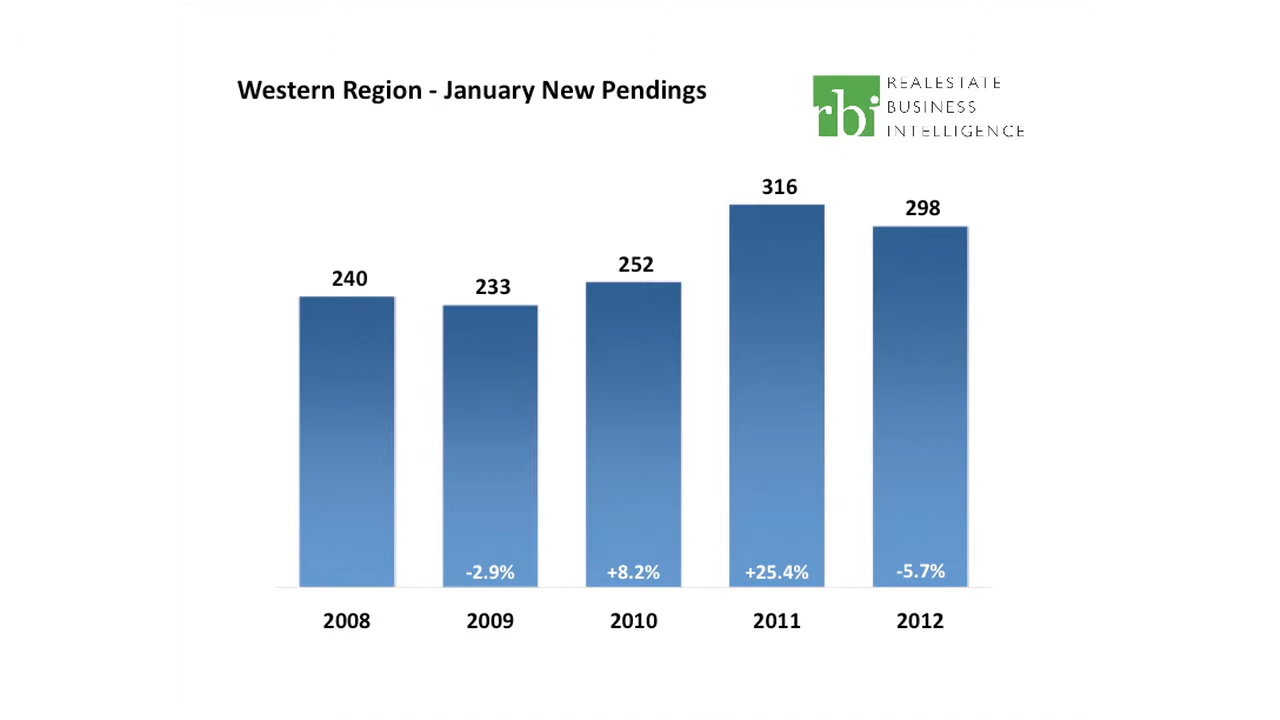 Western Region - January New Pendings
rbi
REALESTATE
BUSINESS
INTELLIGENCE
316
298
252
240
233
-2.9%
+8.2%
+25.4%
-5.7%
2008
2009
2010
2011
2012